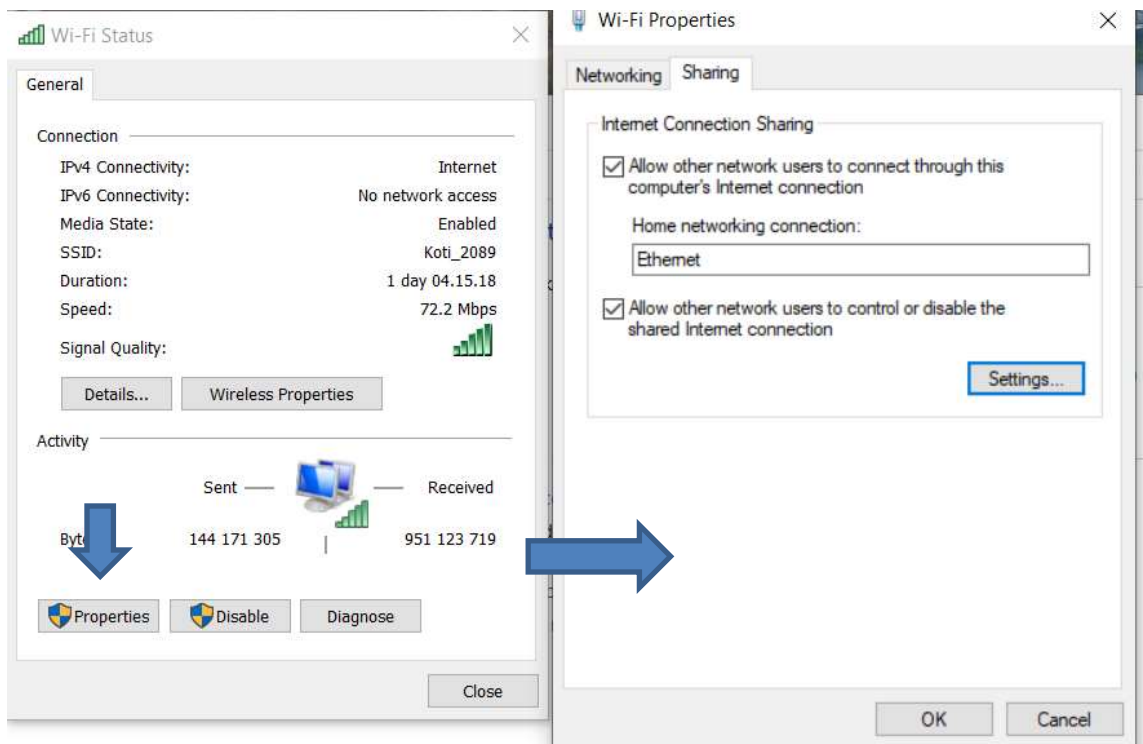 Wi-Fi Status
General
Connection
IPv4 Connectivity: Internet
IPv6 Connectivity: No network access
Media State: Enabled
SSID: Koti_2089
Duration: 1 day 04.15.18
Speed: 72.2 Mbps
Signal Quality:
Details... Wireless Properties
Activity
Sent Received
144 171 305 951 123 719
Properties Disable Diagnose
Close
Wi-Fi Properties
Networking Sharing
Internet Connection Sharing
Allow other network users to connect through this
computer's Internet connection
Home networking connection:
Ethernet
Allow other network users to control or disable the
shared Internet connection
Settings...
OK Cancel